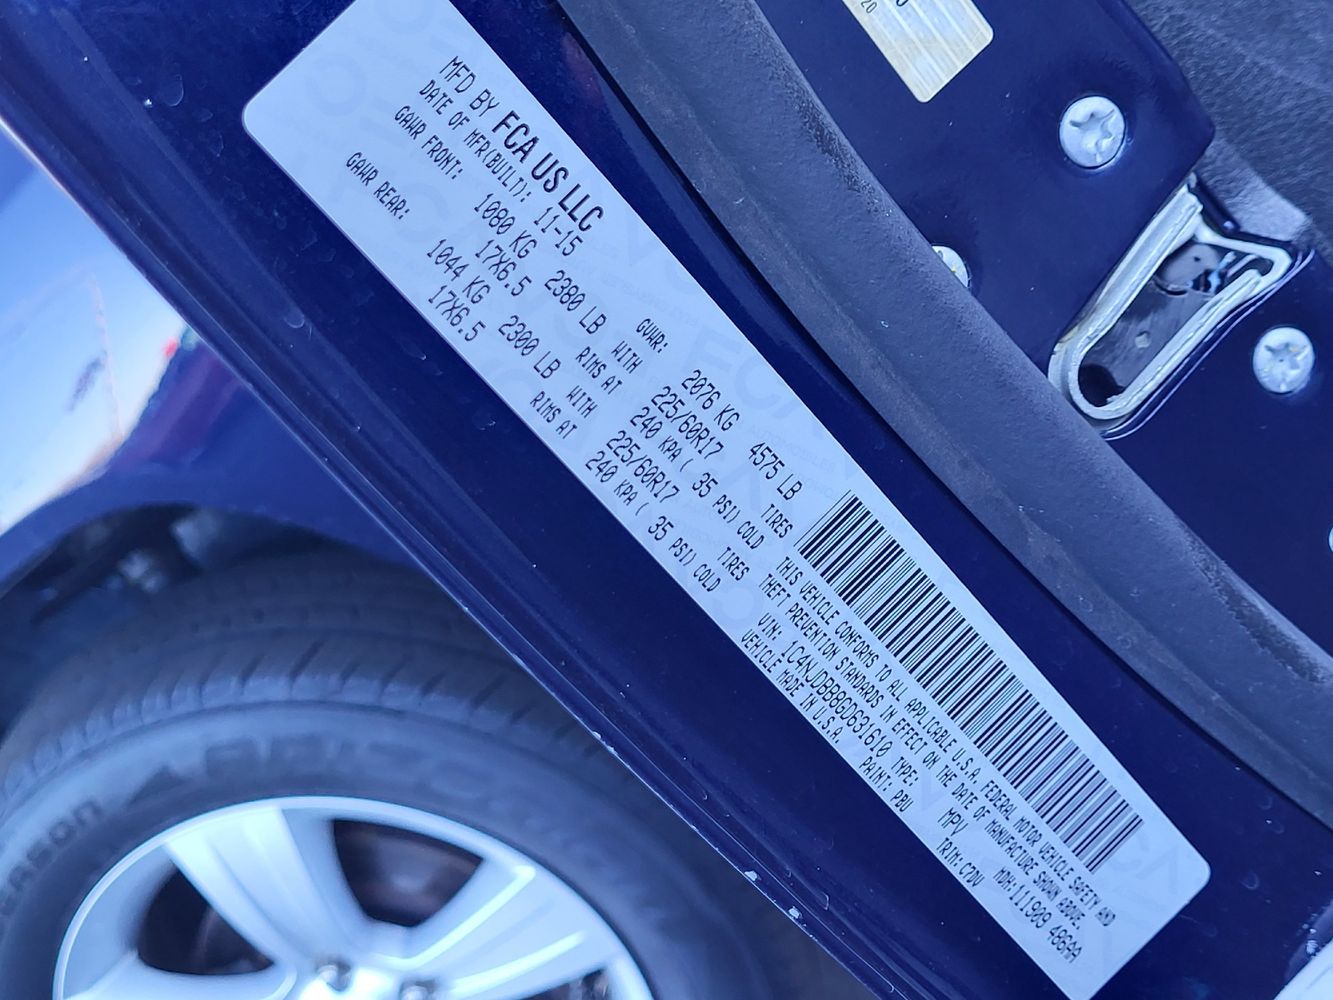 MFD BY FCA US LLC
DATE OF MFR(BUILT): 11-15 GVWR: 2076 KG 4575 LB
GAWR FRONT: 1080 KG 2380 LB WITH 225/60R17 TIRES
17X6.5 RIMS AT 240 KPA ( 35 PSI) COLD
GAWR REAR: 1044 KG 2300 LB WITH 225/60R17 TIRES
17X6.5 RIMS AT 240 KPA ( 35 PSI) COLD
THIS VEHICLE CONFORMS TO ALL APPLICABLE U.S.A. FEDERAL MOTOR VEHICLE SAFETY AND
THEFT PREVENTION STANDARDS IN EFFECT ON THE DATE OF MANUFACTURE SHOWN ABOVE.
VIN: 1C4NJDBB8GD631610 TYPE: MPV MDH:111909 486AA
VEHICLE MADE IN U.S.A. PAINT: PBU TRIM: C7DV
20
ARIZO